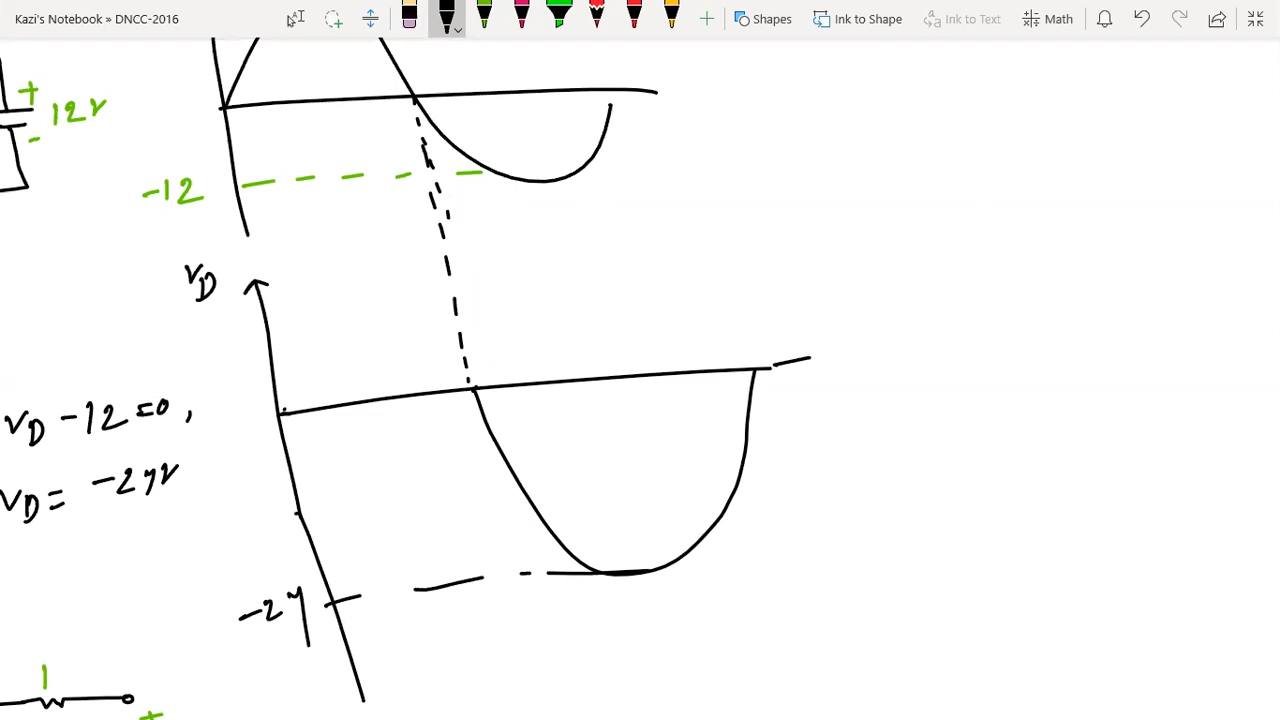 Kazi's Notebook » DNCC-2016
Shapes
Ink to Shape
Ink to Text
Math
+
12V
-
-12
VD
VD -12 =0,
VD = -24V
-24
+